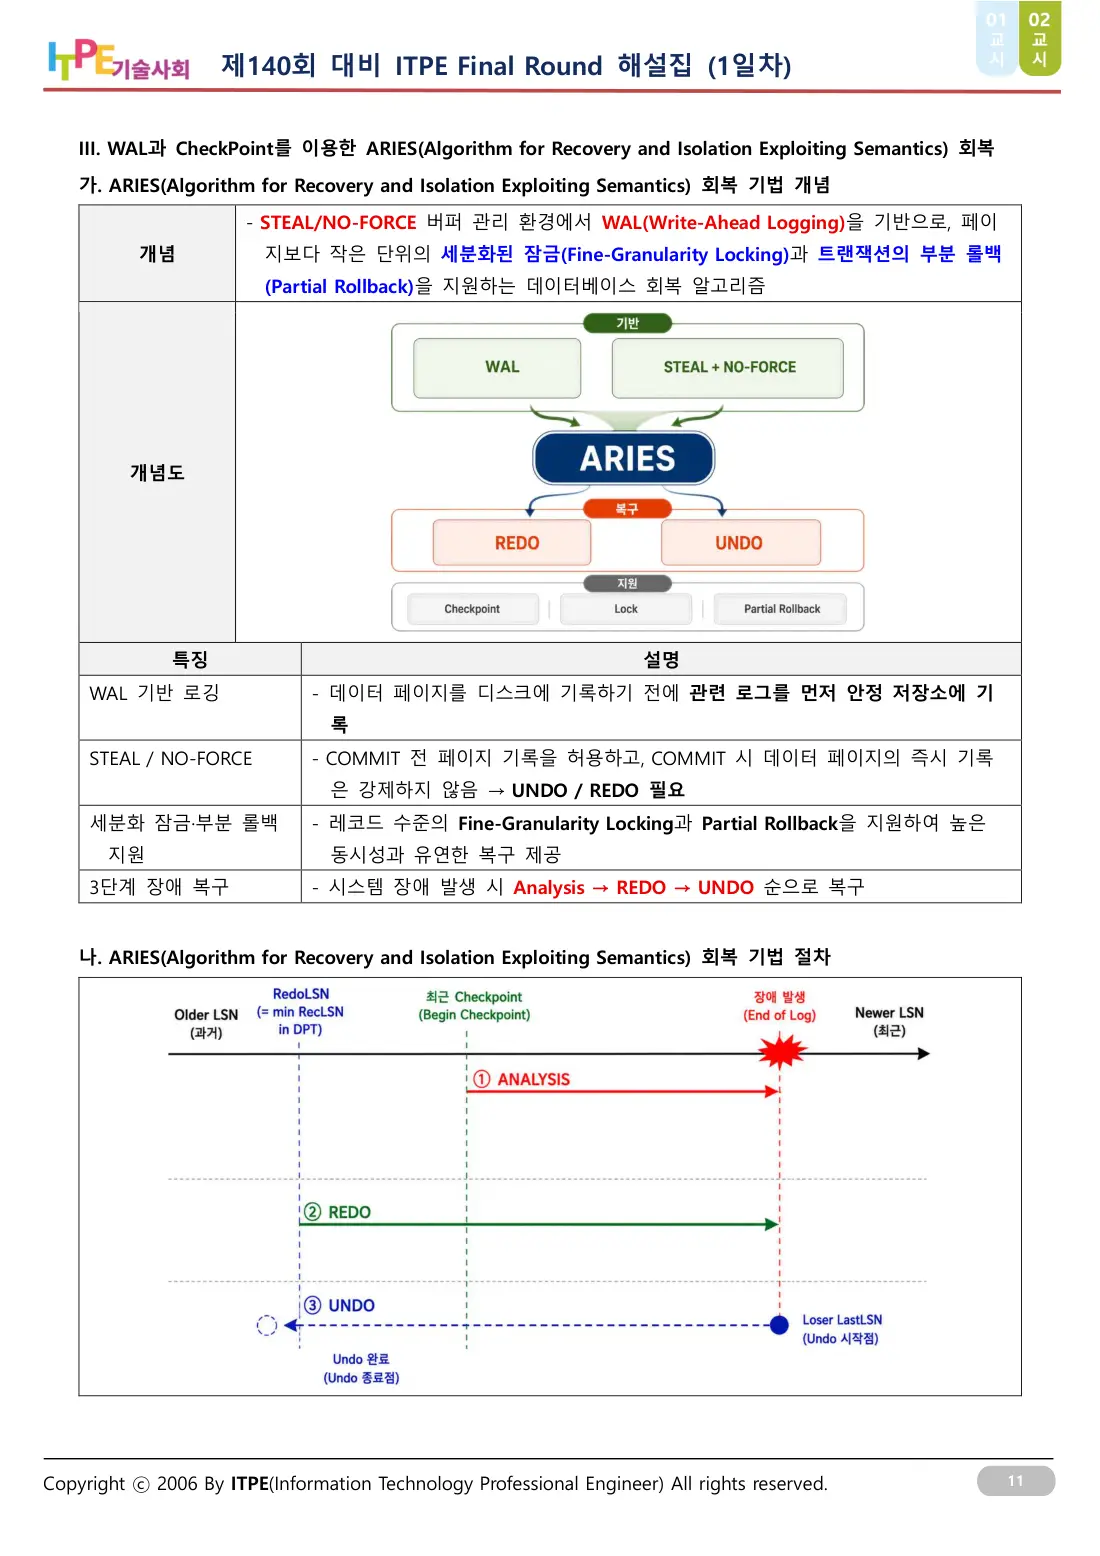 01
교
시
02
교
시
ITPE기술사회
제140회 대비 ITPE Final Round 해설집 (1일차)
III. WAL과 CheckPoint를 이용한 ARIES(Algorithm for Recovery and Isolation Exploiting Semantics) 회복
가. ARIES(Algorithm for Recovery and Isolation Exploiting Semantics) 회복 기법 개념
개념
- STEAL/NO-FORCE 버퍼 관리 환경에서 WAL(Write-Ahead Logging)을 기반으로, 페이
지보다 작은 단위의 세분화된 잠금(Fine-Granularity Locking)과 트랜잭션의 부분 롤백
(Partial Rollback)을 지원하는 데이터베이스 회복 알고리즘
개념도
기반
WAL
STEAL + NO-FORCE
ARIES
복구
REDO
UNDO
지원
Checkpoint
Lock
Partial Rollback
특징
설명
WAL 기반 로깅
- 데이터 페이지를 디스크에 기록하기 전에 관련 로그를 먼저 안정 저장소에 기
록
STEAL / NO-FORCE
- COMMIT 전 페이지 기록을 허용하고, COMMIT 시 데이터 페이지의 즉시 기록
은 강제하지 않음 → UNDO / REDO 필요
세분화 잠금·부분 롤백
지원
- 레코드 수준의 Fine-Granularity Locking과 Partial Rollback을 지원하여 높은
동시성과 유연한 복구 제공
3단계 장애 복구
- 시스템 장애 발생 시 Analysis → REDO → UNDO 순으로 복구
나. ARIES(Algorithm for Recovery and Isolation Exploiting Semantics) 회복 기법 절차
Older LSN
(과거)
RedoLSN
(= min RecLSN
in DPT)
최근 Checkpoint
(Begin Checkpoint)
장애 발생
(End of Log)
Newer LSN
(최근)
① ANALYSIS
② REDO
③ UNDO
Loser LastLSN
(Undo 시작점)
Undo 완료
(Undo 종료점)
Copyright ⓒ 2006 By ITPE(Information Technology Professional Engineer) All rights reserved.
11